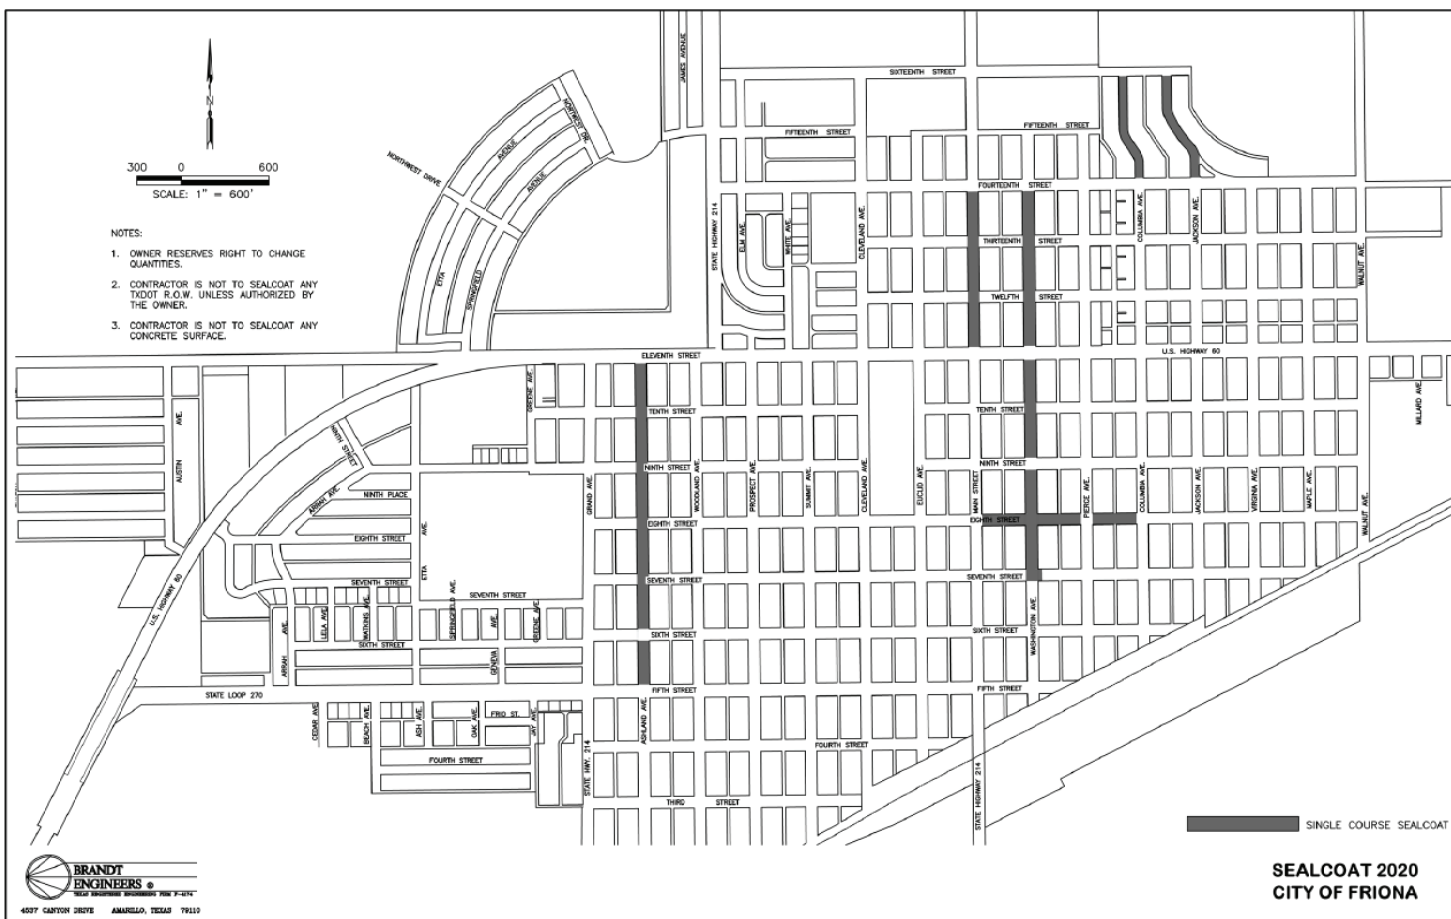 SIXTEENTH STREET
JAMES AVENUE
NORTHWEST DR.
AVENUE
AVENUE
NORTHWEST DRIVE
ETTA
SPRINGFIELD
FIFTEENTH STREET
FIFTEENTH STREET
N
300 0 600
SCALE: 1" = 600'
NOTES:
1. OWNER RESERVES RIGHT TO CHANGE
QUANTITIES.
2. CONTRACTOR IS NOT TO SEALCOAT ANY
TXDOT R.O.W. UNLESS AUTHORIZED BY
THE OWNER.
3. CONTRACTOR IS NOT TO SEALCOAT ANY
CONCRETE SURFACE.
FOURTEENTH STREET
STATE HIGHWAY 214
ELM AVE.
WHITE AVE.
CLEVELAND AVE.
COLUMBIA AVE.
JACKSON AVE.
WALNUT AVE.
THIRTEENTH STREET
TWELFTH STREET
ELEVENTH STREET
U.S. HIGHWAY 60
GREENE AVE.
MILLARD AVE.
TENTH STREET
TENTH STREET
AUSTIN AVE.
NINTH STREET
NINTH STREET
NINTH STREET
ARRAH AVE.
NINTH PLACE
GRAND AVE.
WOODLAND AVE.
PROSPECT AVE.
SUMMIT AVE.
CLEVELAND AVE.
EUCLID AVE.
MAIN STREET
PIERCE AVE.
COLUMBIA AVE.
JACKSON AVE.
VIRGINIA AVE.
MAPLE AVE.
WALNUT AVE.
EIGHTH STREET
EIGHTH STREET
EIGHTH STREET
ETTA AVE.
SEVENTH STREET
SEVENTH STREET
SEVENTH STREET
SEVENTH STREET
U.S. HIGHWAY 60
ARRAH AVE.
LELA AVE.
WATKINS AVE.
SPRINGFIELD AVE.
GENEVA AVE.
GREENE AVE.
WASHINGTON AVE.
SIXTH STREET
SIXTH STREET
SIXTH STREET
STATE LOOP 270
FIFTH STREET
FIFTH STREET
CEDAR AVE.
BEACH AVE.
ASH AVE.
OAK AVE.
FRIO ST.
JAY AVE.
ASHLAND AVE.
FOURTH STREET
FOURTH STREET
STATE HWY. 214
STATE HIGHWAY 214
THIRD STREET
SINGLE COURSE SEALCOAT
BRANDT
ENGINEERS
4537 CANYON DRIVE AMARILLO, TEXAS 79110
SEALCOAT 2020
CITY OF FRIONA